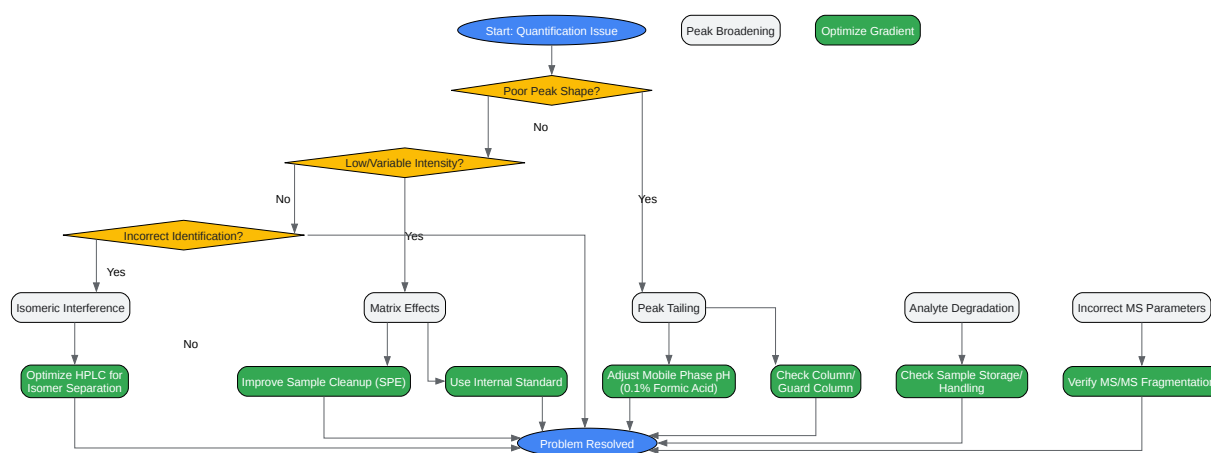 Start: Quantification Issue
Peak Broadening
Optimize Gradient
Poor Peak Shape?
No
Low/Variable Intensity?
No
Yes
Incorrect Identification?
Yes
Yes
Isomeric Interference
Matrix Effects
Peak Tailing
Analyte Degradation
Incorrect MS Parameters
No
Optimize HPLC for
Isomer Separation
Improve Sample Cleanup (SPE)
Use Internal Standard
Adjust Mobile Phase pH
(0.1% Formic Acid)
Check Column/
Guard Column
Check Sample Storage/
Handling
Verify MS/MS Fragmentation
Problem Resolved